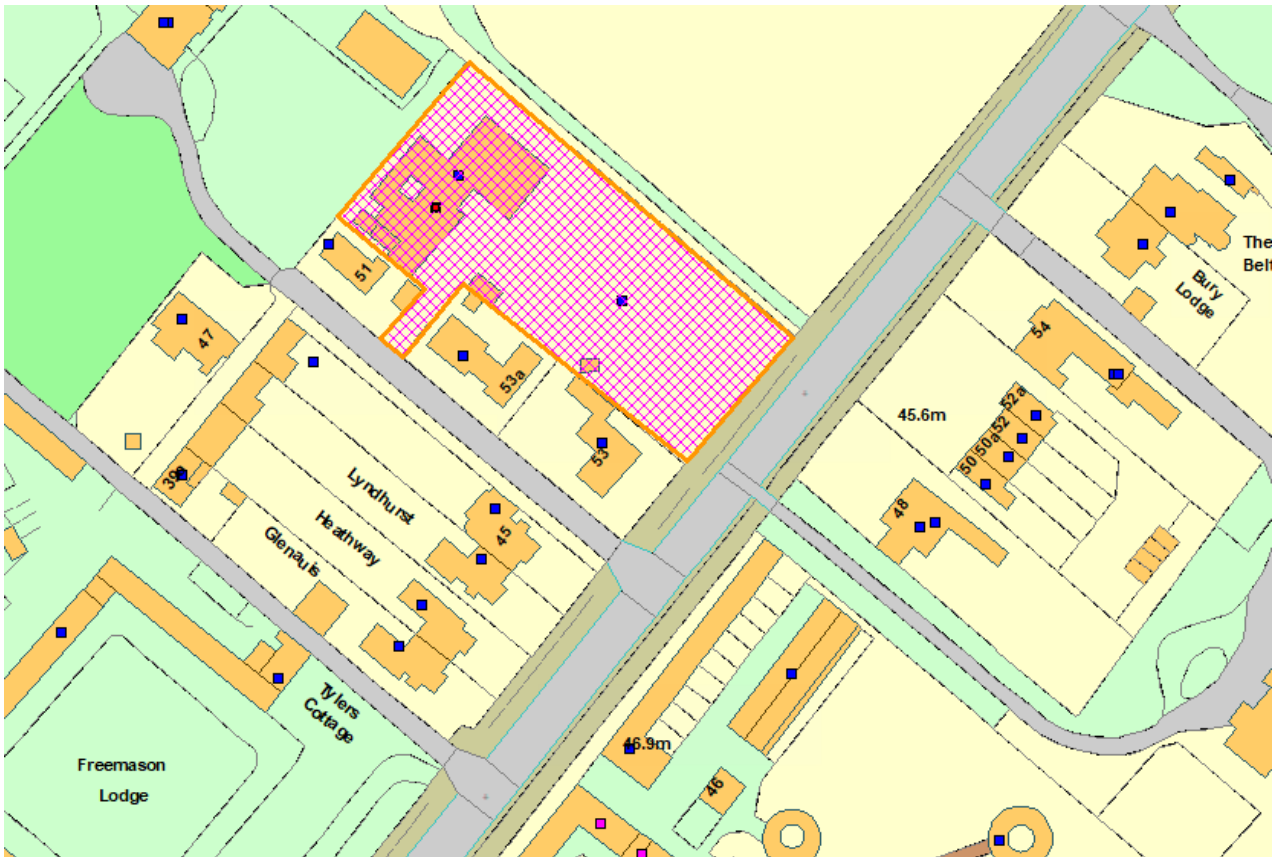 51
47
53a
53
39a
Lyndhurst
Heathway
Glenauis
45
Tylers
Cottage
Freemason
Lodge
The
Belt
Bury
Lodge
54
45.6m
52a
52
50a
50
48
46.9m
46